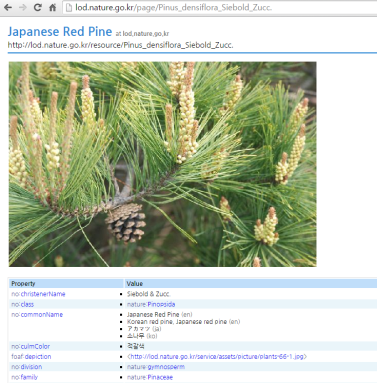 lod.nature.go.kr/page/Pinus_densiflora_Siebold_Zucc.
Japanese Red Pine at lod.nature.go.kr
http://lod.nature.go.kr/resource/Pinus_densiflora_Siebold_Zucc.
Property Value
no:christenerName Siebold & Zucc.
no:class nature:Pinopsida
no:commonName Japanese Red Pine (en)
Korean red pine, Japanese red pine (en)
アカマツ (ja)
소나무 (ko)
no:culmColor 적갈색
foaf:depiction <http://lod.nature.go.kr/service/assets/picture/plants-66-1.jpg>
no:division nature:gymnosperm
no:family nature:Pinaceae